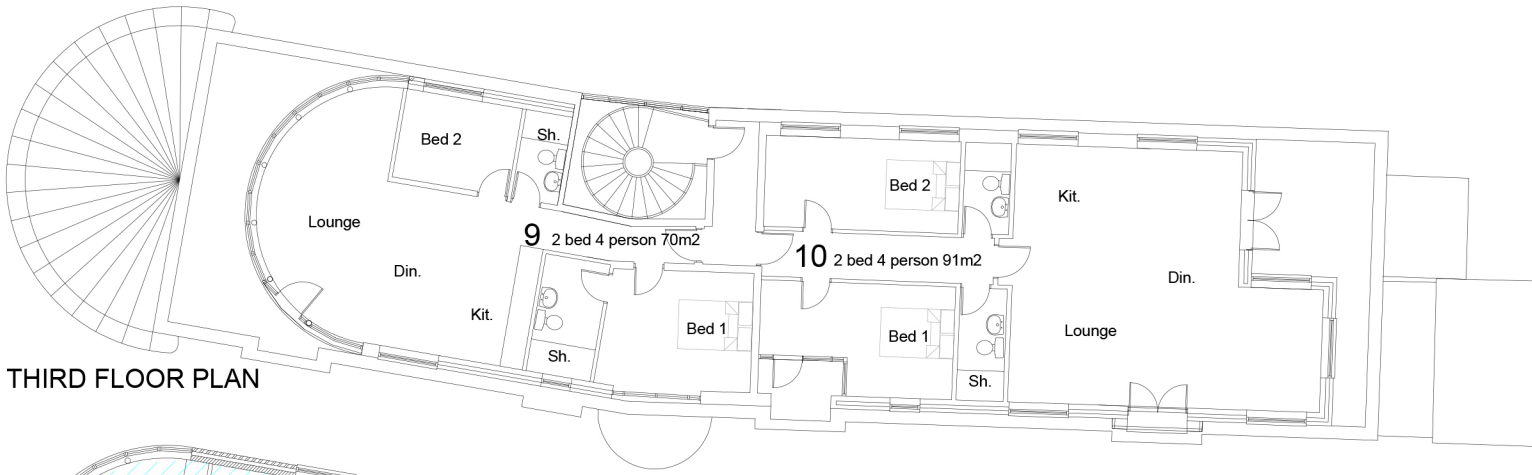 Sh.
Bed 2
Bed 2
Kit.
Lounge
9 2 bed 4 person 70m2
10 2 bed 4 person 91m2
Din.
Din.
Kit.
Bed 1
Bed 1
Lounge
Sh.
Sh.
THIRD FLOOR PLAN